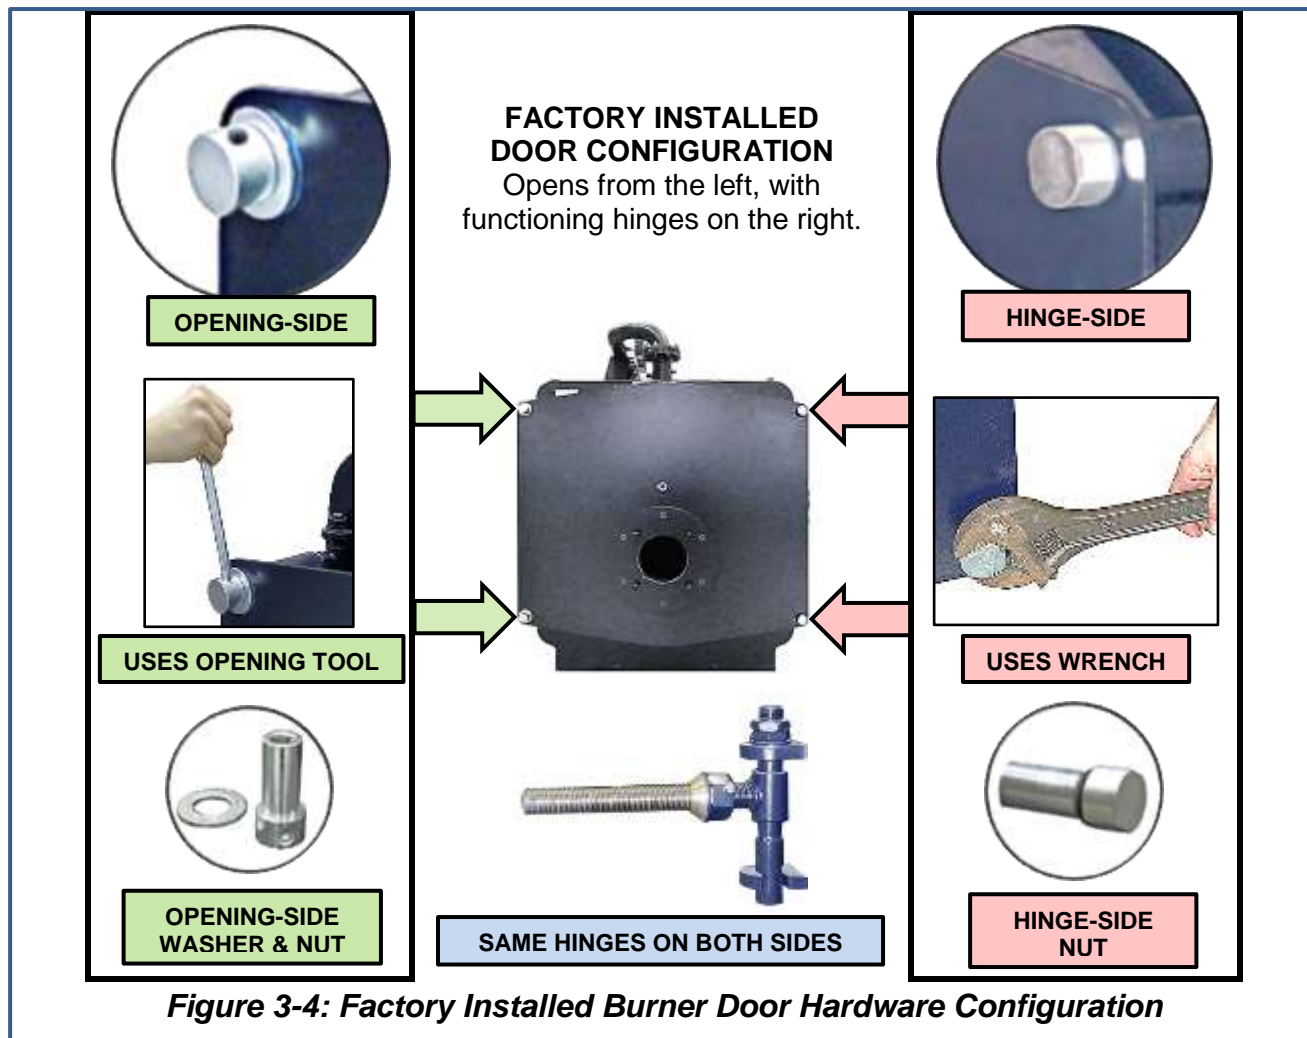 FACTORY INSTALLED
DOOR CONFIGURATION
Opens from the left, with
functioning hinges on the right.
OPENING-SIDE
HINGE-SIDE
USES OPENING TOOL
USES WRENCH
OPENING-SIDE
WASHER & NUT
SAME HINGES ON BOTH SIDES
HINGE-SIDE
NUT
Figure 3-4: Factory Installed Burner Door Hardware Configuration